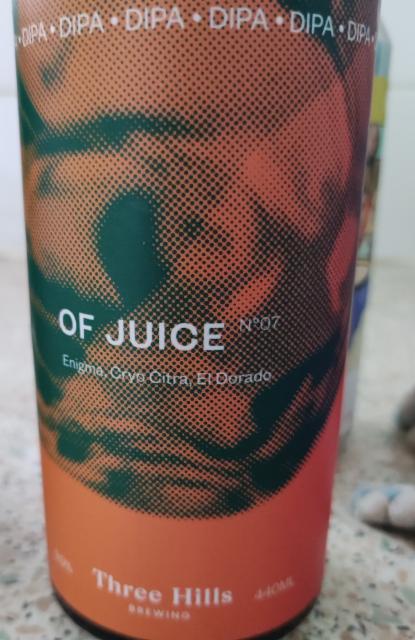 • DIPA • DIPA • DIPA • DIPA • DIPA • DIPA •
OF JUICE N°07
Enigma, Cryo Citra, El Dorado
Three Hills 440ML
BREWING